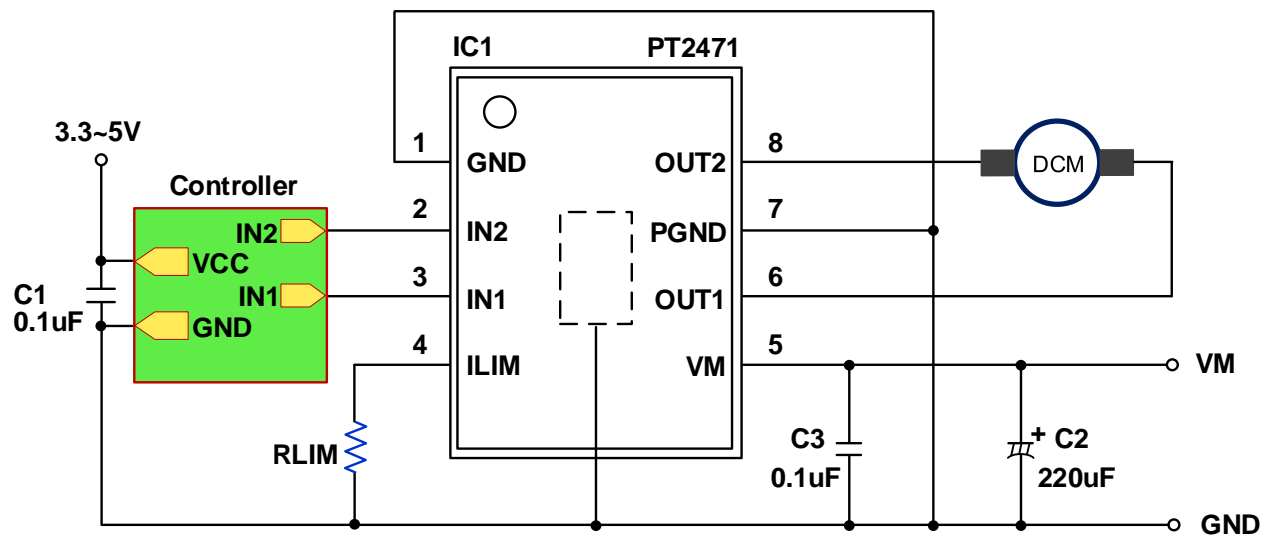 IC1
PT2471
3.3~5V
Controller
IN2
VCC
IN1
GND
C1
0.1uF
1
GND
2
IN2
3
IN1
4
ILIM
RLIM
8
OUT2
7
PGND
6
OUT1
5
VM
DCM
VM
C3
0.1uF
+ C2
220uF
GND